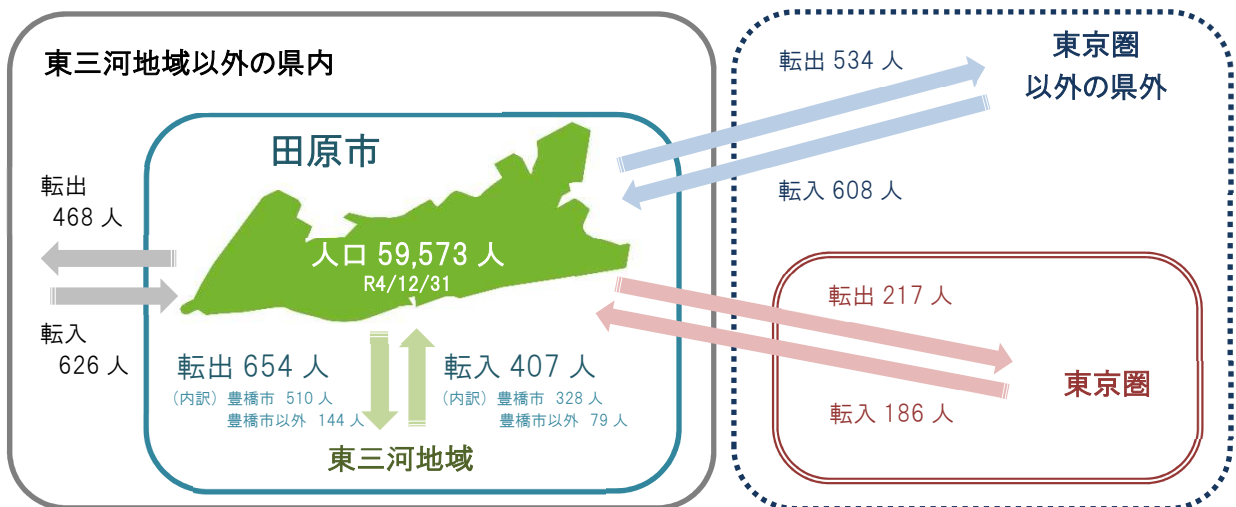 東三河地域以外の県内
田原市
人口 59,573 人
R4/12/31
転出
468 人
転入
626 人
転出 654 人
（内訳）豊橋市 510 人
豊橋市以外 144 人
転入 407 人
（内訳）豊橋市 328 人
豊橋市以外 79 人
東三河地域
転出 534 人
転入 608 人
東京圏
以外の県外
転出 217 人
転入 186 人
東京圏